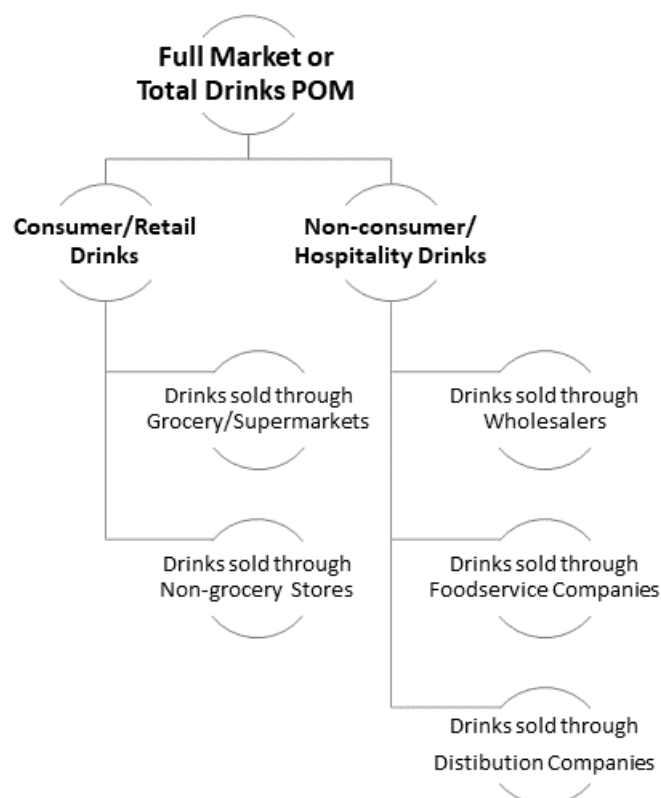 Full Market or
Total Drinks POM
Consumer/Retail
Drinks
Non-consumer/
Hospitality Drinks
Drinks sold through
Grocery/Supermarkets
Drinks sold through
Wholesalers
Drinks sold through
Non-grocery Stores
Drinks sold through
Foodservice Companies
Drinks sold through
Distibution Companies